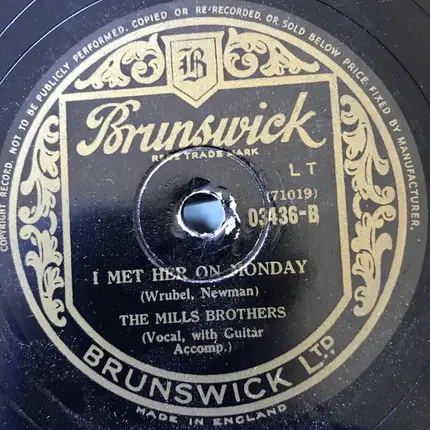 COPYRIGHT RECORD. NOT TO BE PUBLICLY PERFORMED, COPIED OR RE-RECORDED, OR SOLD BELOW PRICE FIXED BY MANUFACTURER.
B
Brunswick
REGD TRADE MARK
L T
(71019)
03436-B
I MET HER ON MONDAY
(Wrubel, Newman)
THE MILLS BROTHERS
(Vocal, with Guitar
Accomp.)
BRUNSWICK LTD.
MADE IN ENGLAND